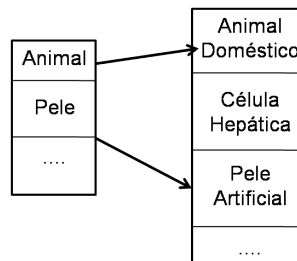 Animal
Pele
....
Animal
Doméstico
Célula
Hepática
Pele
Artificial
....